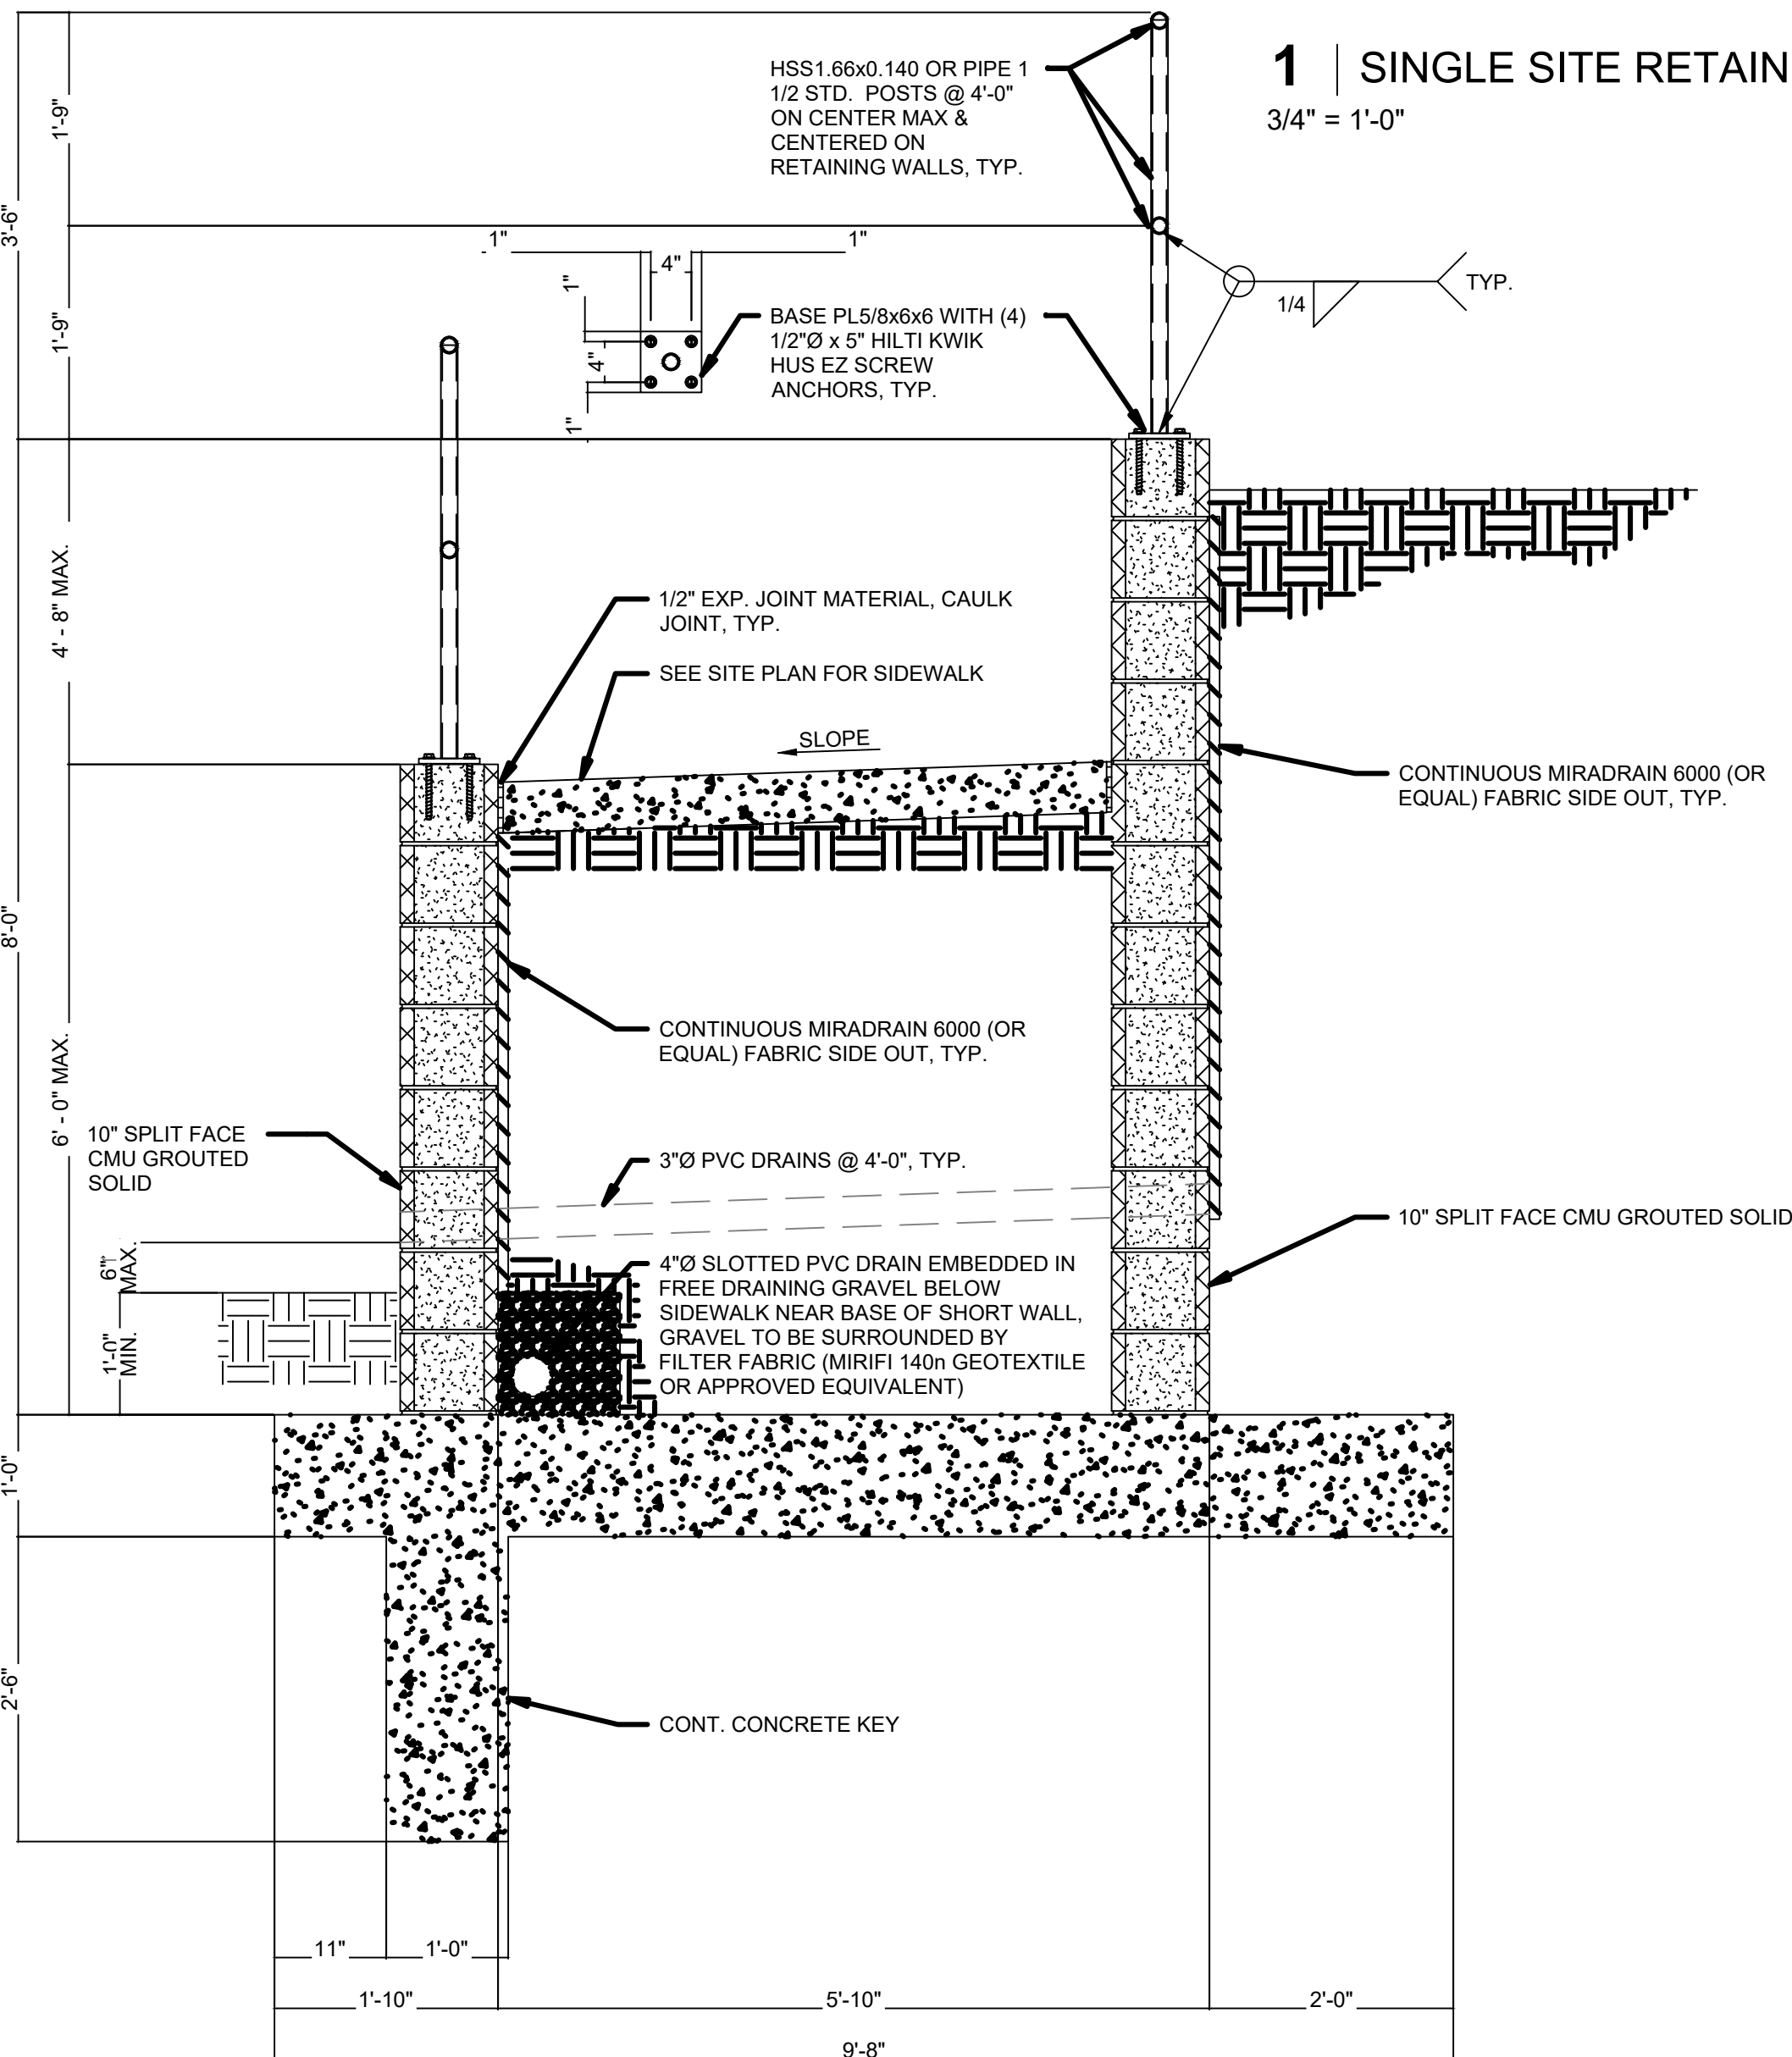 1 SINGLE SITE RETAIN
3/4" = 1'-0"
HSS1.66x0.140 OR PIPE 1
1/2 STD. POSTS @ 4'-0"
ON CENTER MAX &
CENTERED ON
RETAINING WALLS, TYP.
1'-9"
3'-6"
1'-9"
1"
1"
4"
1"
4"
1"
1/4
TYP.
BASE PL5/8x6x6 WITH (4)
1/2"Ø x 5" HILTI KWIK
HUS EZ SCREW
ANCHORS, TYP.
4' - 8" MAX.
1/2" EXP. JOINT MATERIAL, CAULK
JOINT, TYP.
SEE SITE PLAN FOR SIDEWALK
SLOPE
CONTINUOUS MIRADRAIN 6000 (OR
EQUAL) FABRIC SIDE OUT, TYP.
8'-0"
CONTINUOUS MIRADRAIN 6000 (OR
EQUAL) FABRIC SIDE OUT, TYP.
6' - 0" MAX.
10" SPLIT FACE
CMU GROUTED
SOLID
3"Ø PVC DRAINS @ 4'-0", TYP.
10" SPLIT FACE CMU GROUTED SOLID
6"
MAX.
1'-0"
MIN.
4"Ø SLOTTED PVC DRAIN EMBEDDED IN
FREE DRAINING GRAVEL BELOW
SIDEWALK NEAR BASE OF SHORT WALL,
GRAVEL TO BE SURROUNDED BY
FILTER FABRIC (MIRIFI 140n GEOTEXTILE
OR APPROVED EQUIVALENT)
1'-0"
2'-6"
CONT. CONCRETE KEY
11"
1'-0"
1'-10"
5'-10"
2'-0"
9'-8"